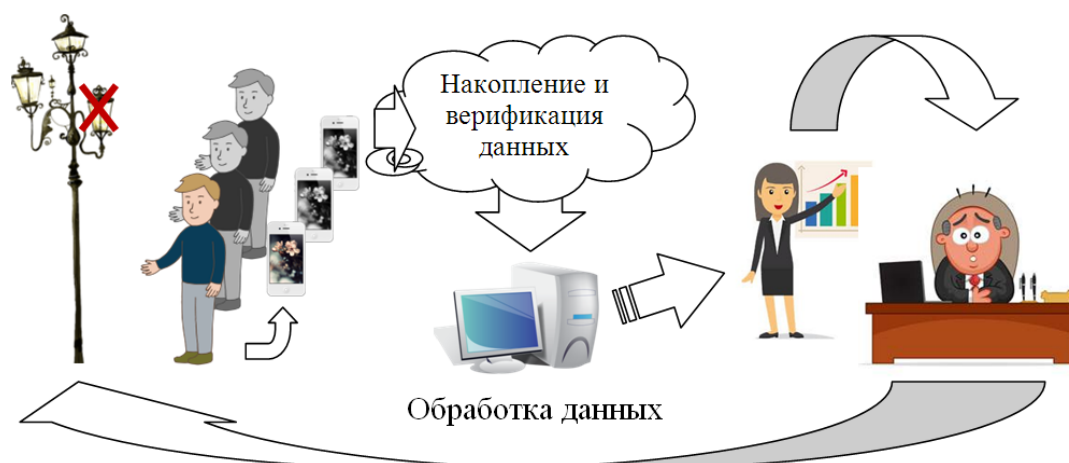 Накопление и
верификация
данных
Обработка данных